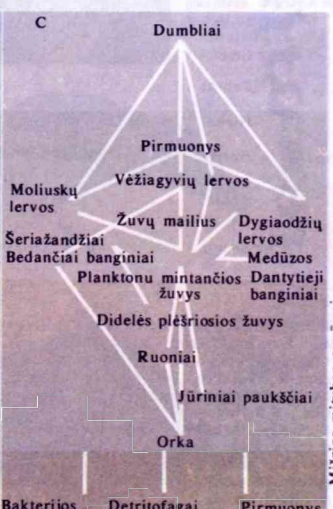 C
Dumbliai
Pirmuonys
Vėžiagyvių lervos
Moliuskų
lervos
Žuvų mailius
Dygiaodžių
lervos
Šeriažandžiai
Bedančiai banginiai
Medūzos
Planktonu mintančios
žuvys
Dantytieji
banginiai
Didelės plėšriosios žuvys
Ruoniai
Jūriniai paukščiai
Orka
Bakterijos
Detritofagai
Pirmuonys